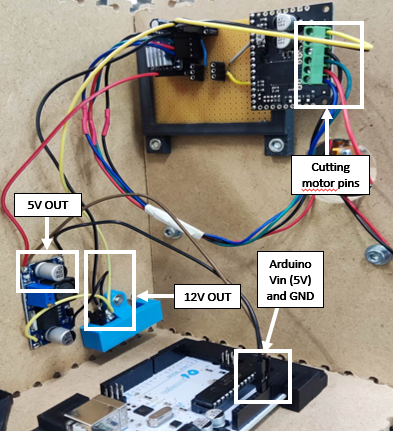 Cutting
motor pins
5V OUT
12V OUT
Arduino
Vin (5V)
and GND